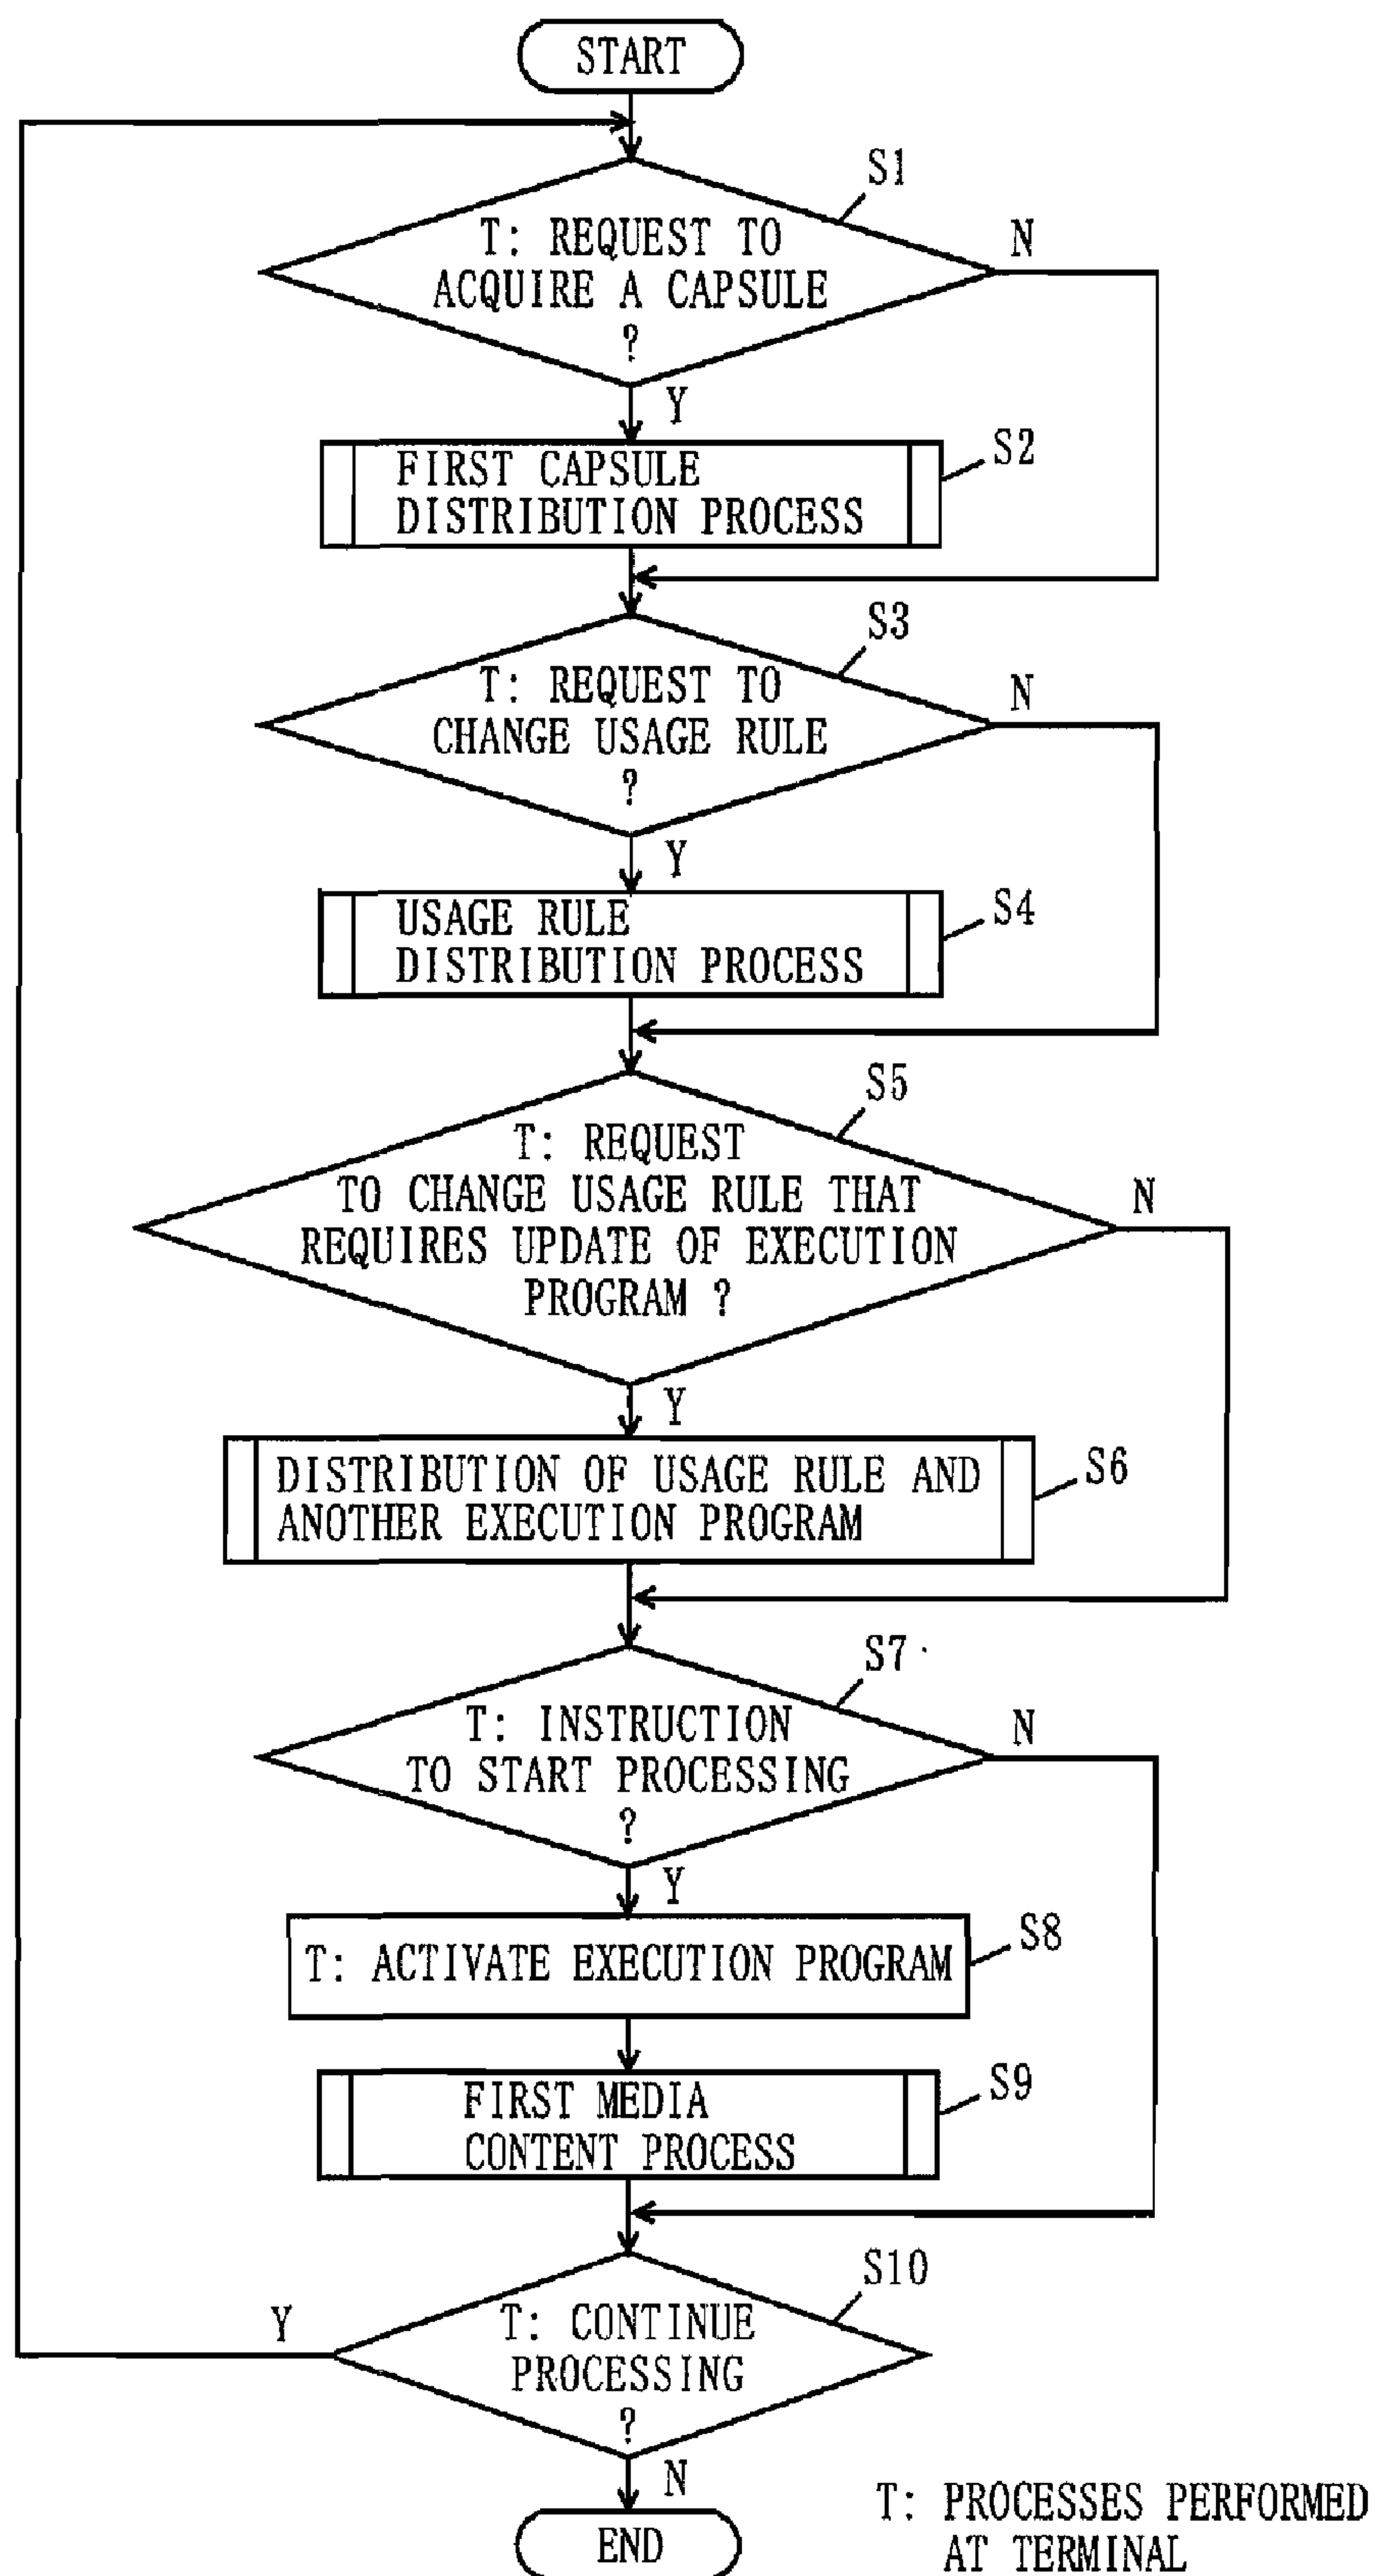 START
S1
T: REQUEST TO
ACQUIRE A CAPSULE
?
N
Y
FIRST CAPSULE
DISTRIBUTION PROCESS
S2
S3
T: REQUEST TO
CHANGE USAGE RULE
?
N
Y
USAGE RULE
DISTRIBUTION PROCESS
S4
S5
T: REQUEST
TO CHANGE USAGE RULE THAT
REQUIRES UPDATE OF EXECUTION
PROGRAM ?
N
Y
DISTRIBUTION OF USAGE RULE AND
ANOTHER EXECUTION PROGRAM
S6
S7
T: INSTRUCTION
TO START PROCESSING
?
N
Y
T: ACTIVATE EXECUTION PROGRAM
S8
FIRST MEDIA
CONTENT PROCESS
S9
S10
T: CONTINUE
PROCESSING
?
Y
N
END
T: PROCESSES PERFORMED
AT TERMINAL